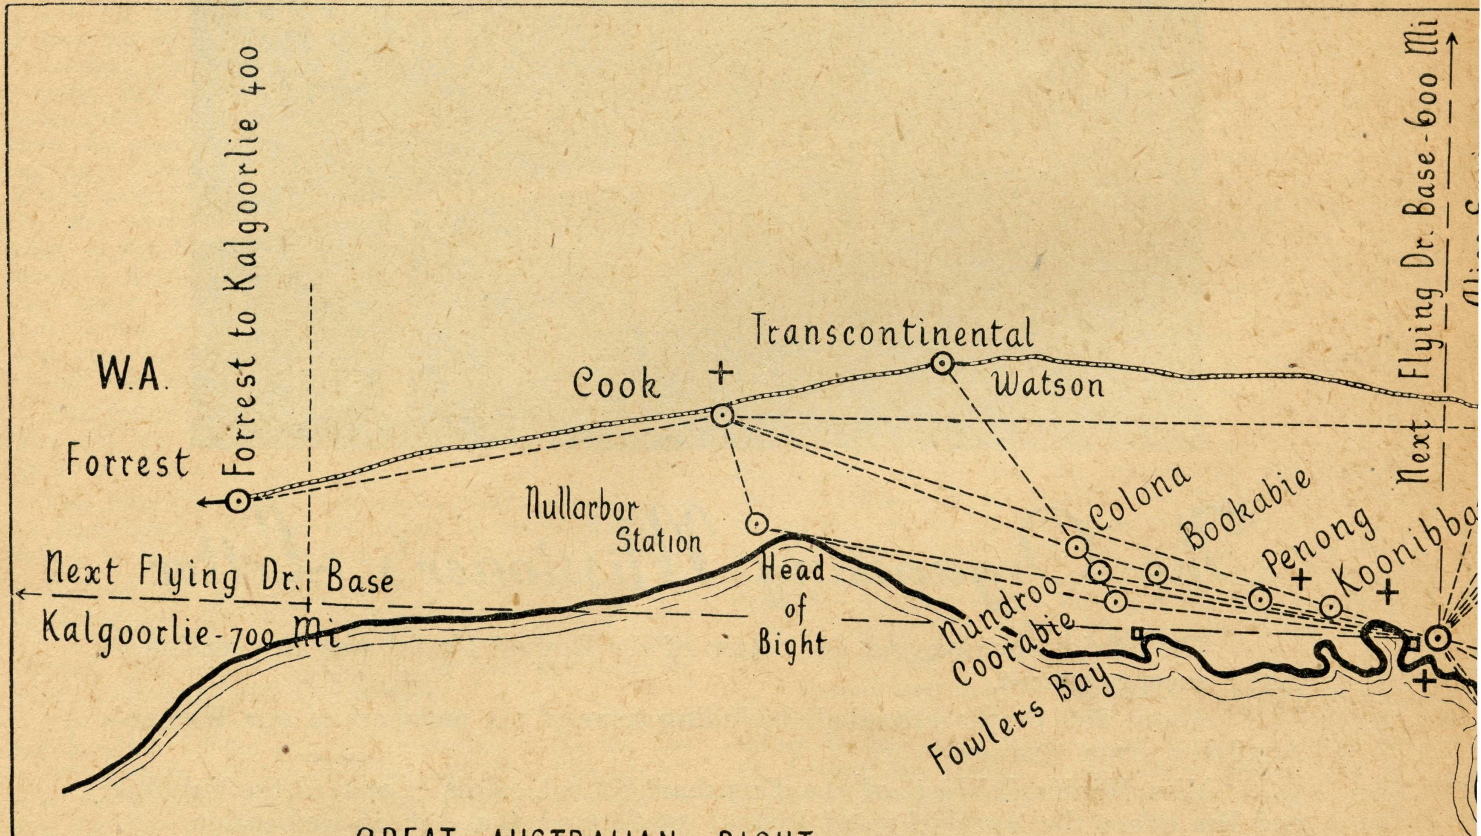 Forrest to Kalgoorlie 400
Next Flying Dr. Base-600 Mi
Transcontinental
W.A.
Cook
Watson
Forrest
Colona
Nullarbor
Station
Bookabie
Penong
Koonibba
Next Flying Dr. Base
Head
of
Bight
Kalgoorlie-700 Mi
Nundroo
Coorabie
Fowlers Bay
GREAT AUSTRALIAN BIGHT